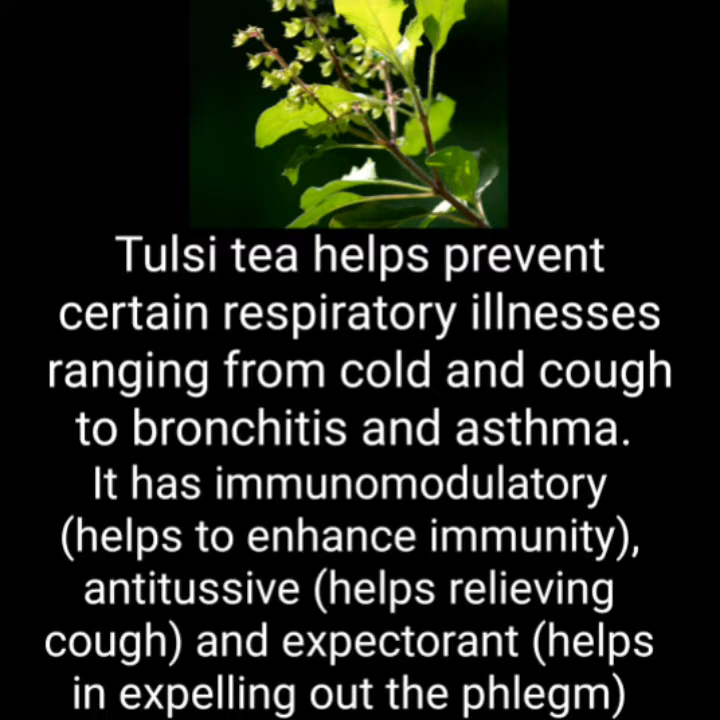 Tulsi tea helps prevent
certain respiratory illnesses
ranging from cold and cough
to bronchitis and asthma.
It has immunomodulatory
(helps to enhance immunity),
antitussive (helps relieving
cough) and expectorant (helps
in expelling out the phlegm)